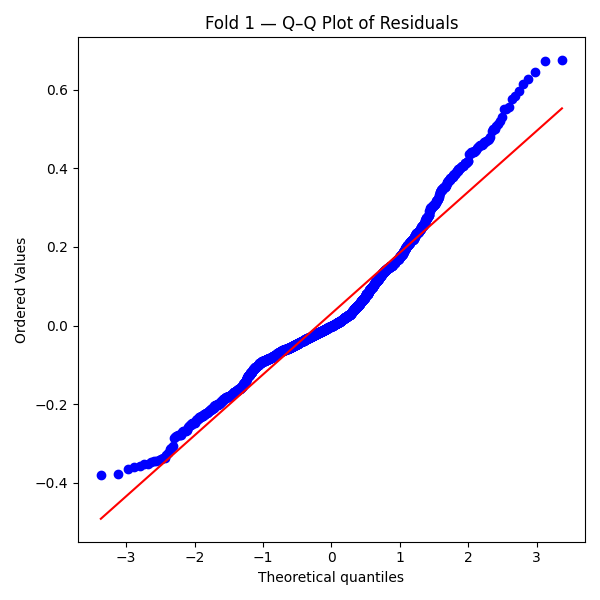 Fold 1 — Q–Q Plot of Residuals
Ordered Values
0.6
0.4
0.2
0.0
−0.2
−0.4
−3 −2 −1 0 1 2 3
Theoretical quantiles